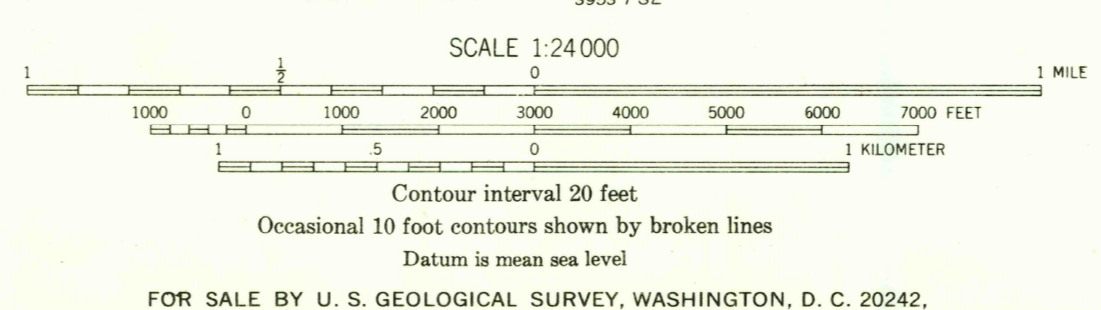 SCALE 1:24 000
1 1/2 0 1 MILE
1000 0 1000 2000 3000 4000 5000 6000 7000 FEET
1 .5 0 1 KILOMETER
Contour interval 20 feet
Occasional 10 foot contours shown by broken lines
Datum is mean sea level
FOR SALE BY U. S. GEOLOGICAL SURVEY, WASHINGTON, D. C. 20242,